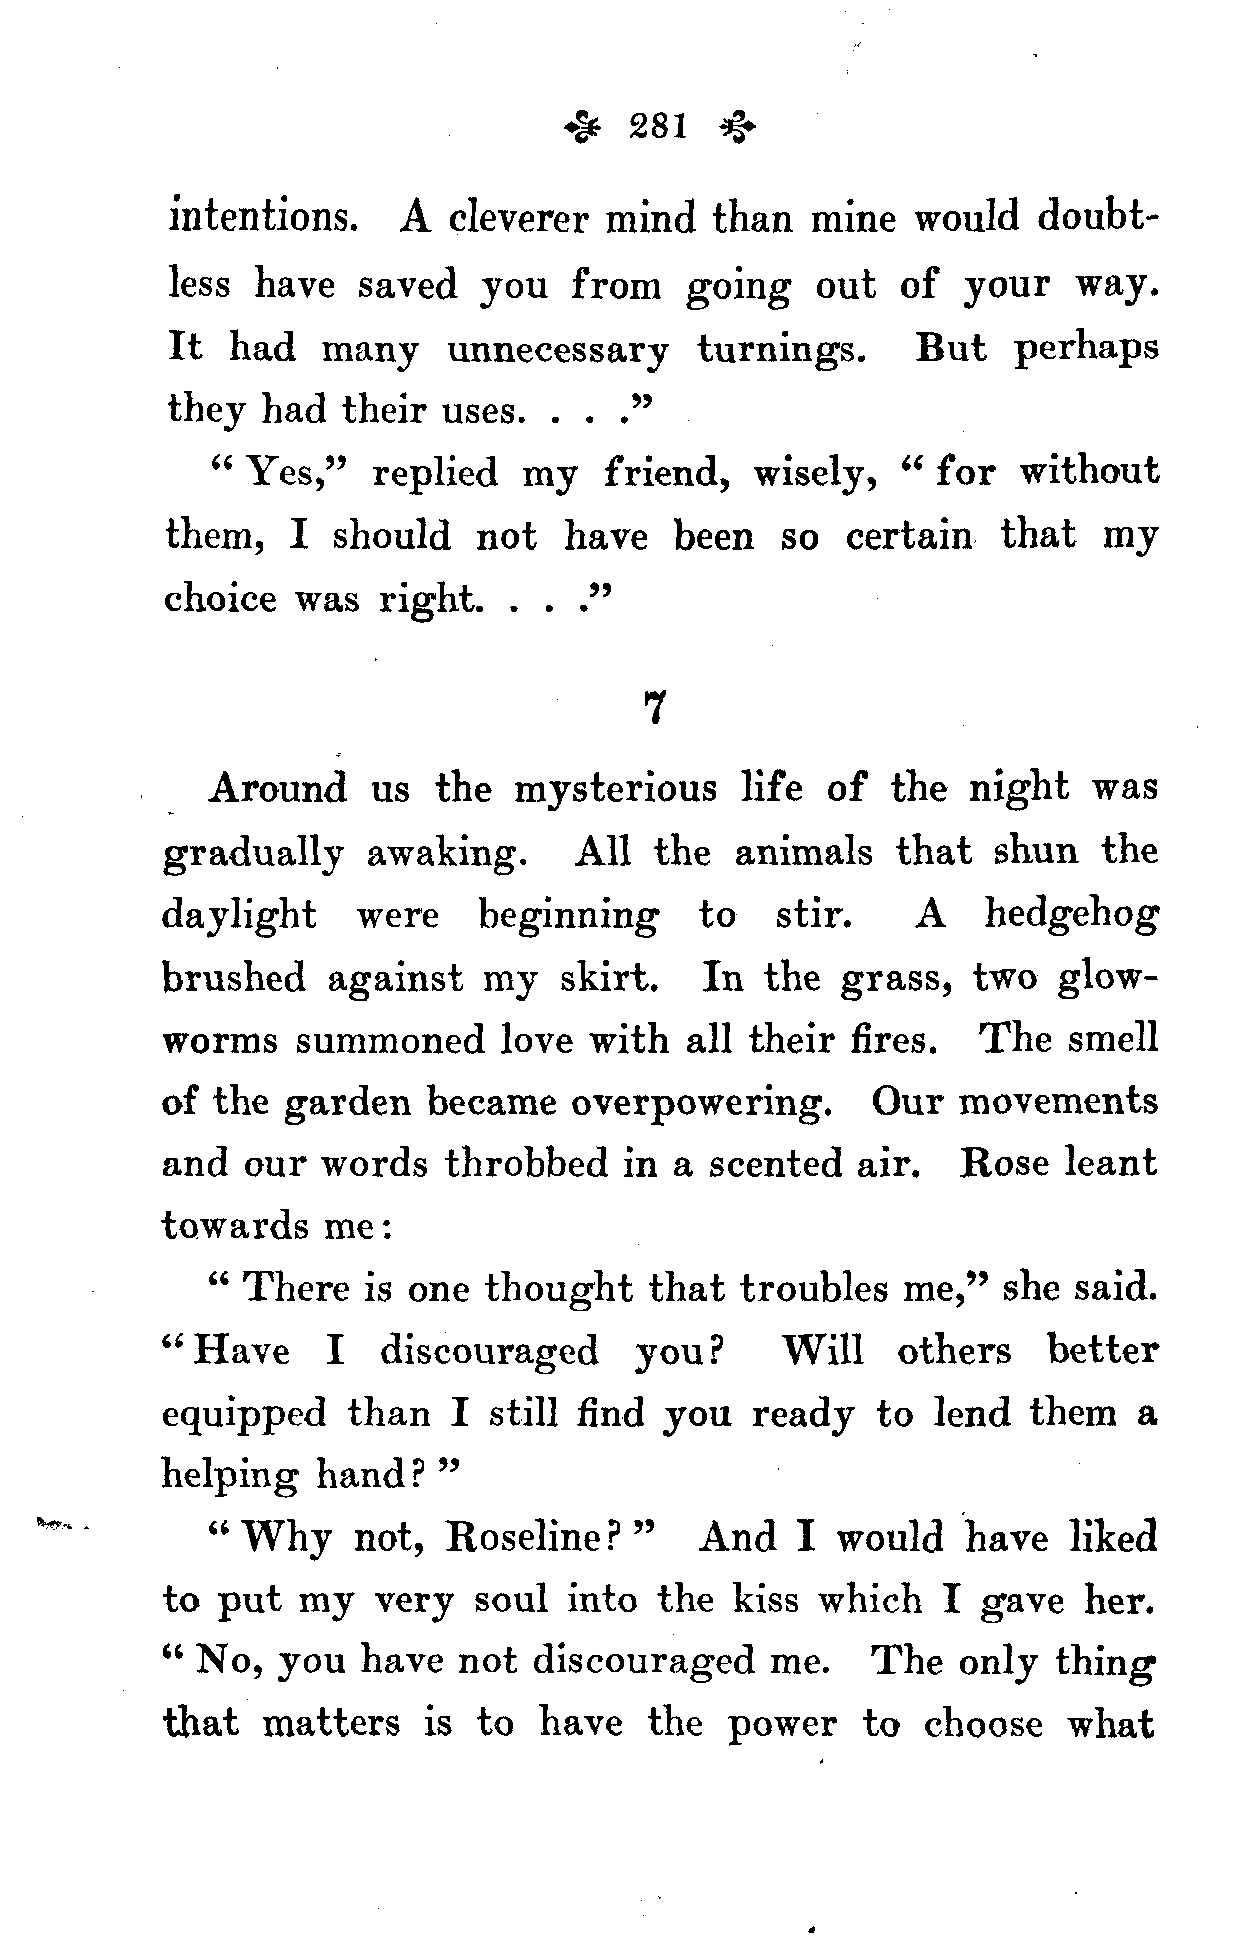 281
intentions. A cleverer mind than mine would doubt-
less have saved you from going out of your way.
It had many unnecessary turnings. But perhaps
they had their uses. . . ."
" Yes," replied my friend, wisely, " for without
them, I should not have been so certain that my
choice was right. . . ."
7
Around us the mysterious life of the night was
gradually awaking. All the animals that shun the
daylight were beginning to stir. A hedgehog
brushed against my skirt. In the grass, two glow-
worms summoned love with all their fires. The smell
of the garden became overpowering. Our movements
and our words throbbed in a scented air. Rose leant
towards me:
" There is one thought that troubles me," she said.
" Have I discouraged you? Will others better
equipped than I still find you ready to lend them a
helping hand? "
" Why not, Roseline? " And I would have liked
to put my very soul into the kiss which I gave her.
" No, you have not discouraged me. The only thing
that matters is to have the power to choose what